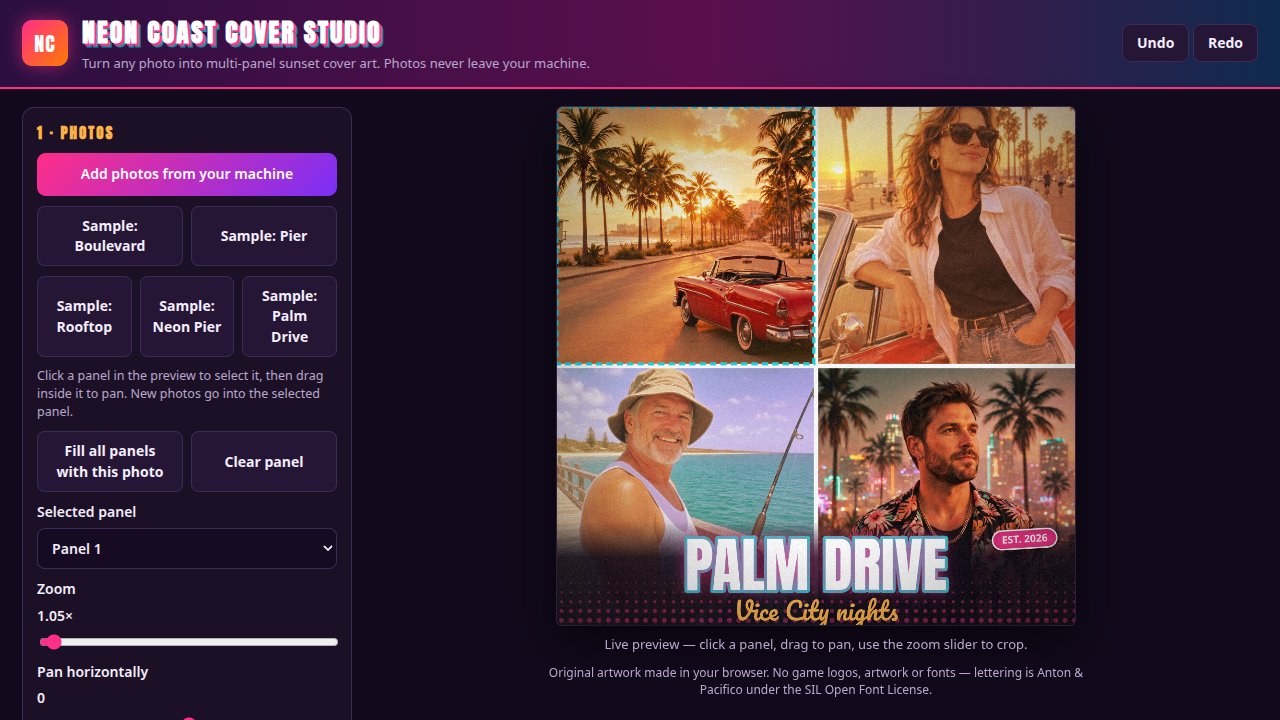 NC
NEON COAST COVER STUDIO
Turn any photo into multi-panel sunset cover art. Photos never leave your machine.
Undo
Redo
1 · PHOTOS
Add photos from your machine
Sample:
Boulevard
Sample: Pier
Sample:
Rooftop
Sample:
Neon Pier
Sample:
Palm
Drive
Click a panel in the preview to select it, then drag
inside it to pan. New photos go into the selected
panel.
Fill all panels
with this photo
Clear panel
Selected panel
Panel 1
Zoom
1.05×
Pan horizontally
0
EST. 2026
PALM DRIVE
Vice City nights
Live preview — click a panel, drag to pan, use the zoom slider to crop.
Original artwork made in your browser. No game logos, artwork or fonts — lettering is Anton &
Pacifico under the SIL Open Font License.